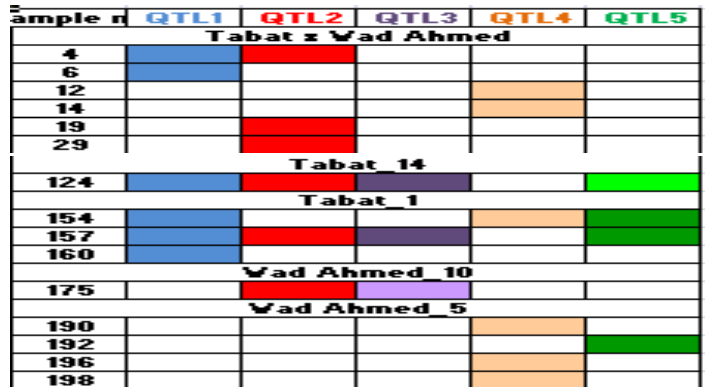 ample n QTL1 QTL2 QTL3 QTL4 QTL5
Tabat x Wad Ahmed
4
6
12
14
19
29
Tabat_14
124
Tabat_1
154
157
160
Wad Ahmed_10
175
Wad Ahmed_5
190
192
196
198